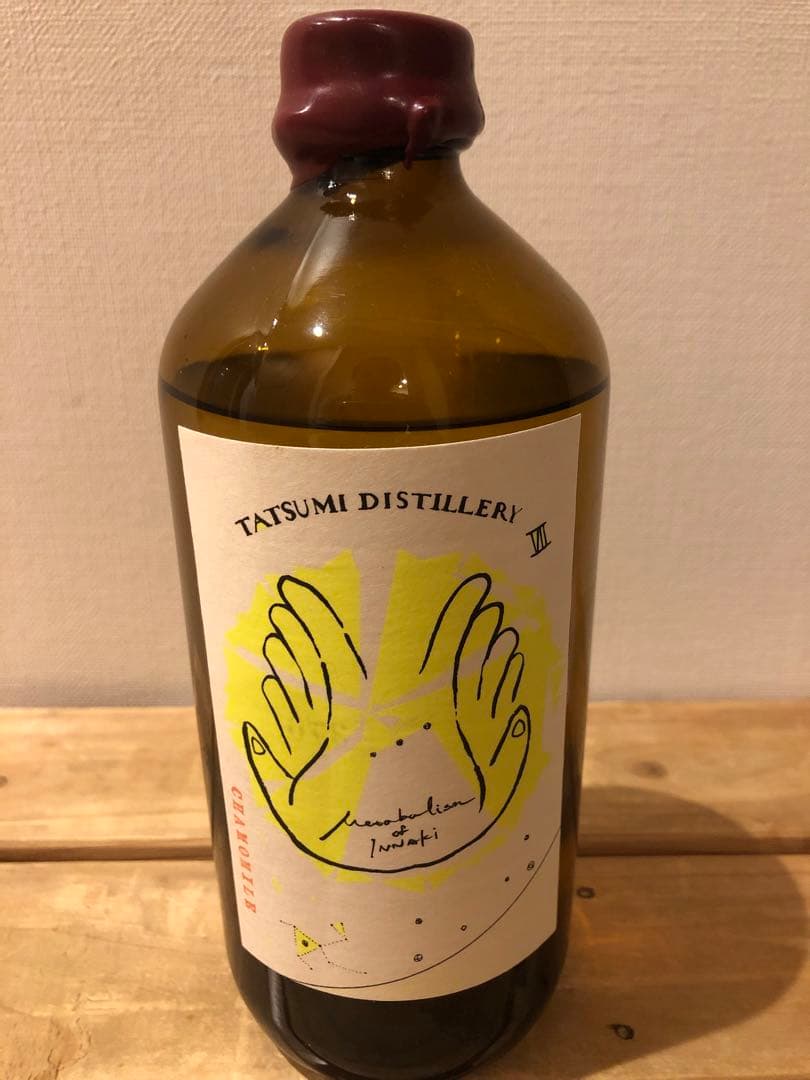 TATSUMI DISTILLERY
VII
Metabolism
of
INNAKI
CHAMOMILE